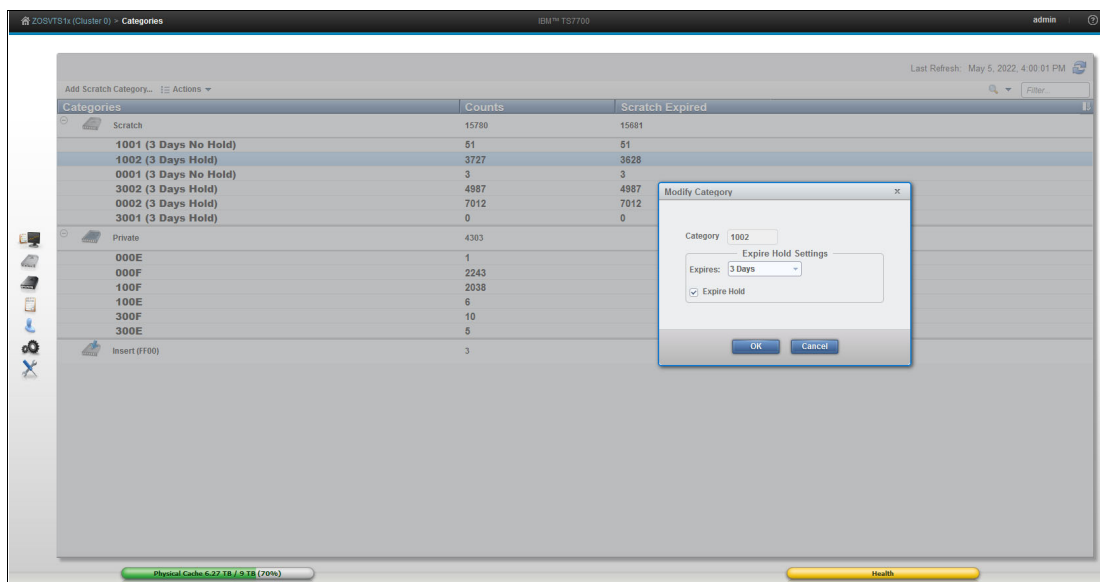 ZOSVTS1x (Cluster 0) > Categories IBM™ TS7700 admin
Last Refresh: May 5, 2022, 4:00:01 PM
Add Scratch Category... Actions Filter...
Categories Counts Scratch Expired
Scratch 15780 15681
1001 (3 Days No Hold) 51 51
1002 (3 Days Hold) 3727 3628
0001 (3 Days No Hold) 3 3
3002 (3 Days Hold) 4987 4987
0002 (3 Days Hold) 7012 7012
3001 (3 Days Hold) 0 0
Private 4303
000E 1
000F 2243
100F 2038
100E 6
300F 10
300E 5
Insert (FF00) 3
Modify Category x
Category 1002
Expire Hold Settings
Expires: 3 Days
Expire Hold
OK Cancel
Physical Cache 6.27 TB / 9 TB (70%) Health